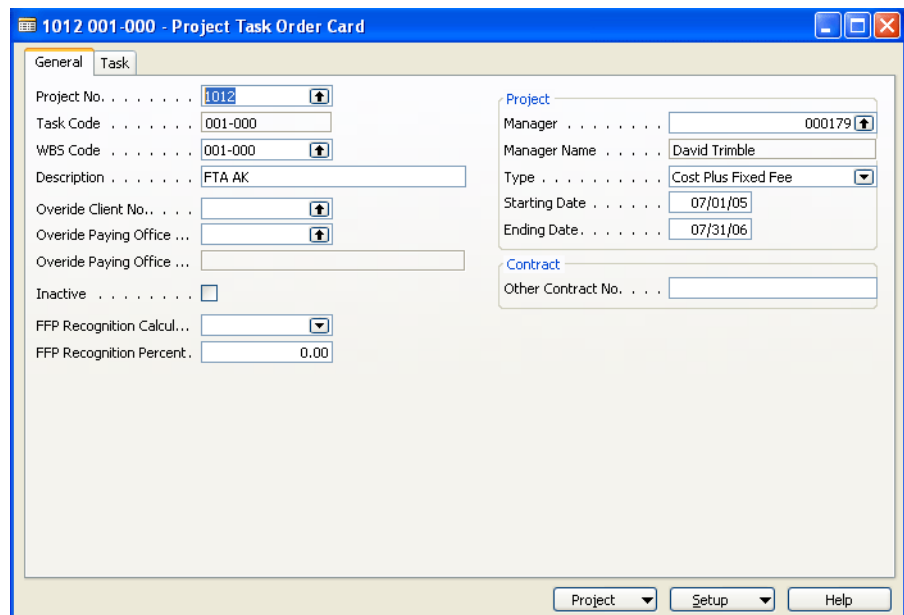 1012 001-000 - Project Task Order Card
General Task
Project No. . . . . . . . 1012
Task Code . . . . . . . 001-000
WBS Code . . . . . . . 001-000
Description . . . . . . . FTA AK
Overide Client No.. . . .
Overide Paying Office ...
Overide Paying Office ...
Inactive . . . . . . . .
FFP Recognition Calcul...
FFP Recognition Percent. 0.00
Project
Manager . . . . . . . . 000179
Manager Name . . . . . David Trimble
Type . . . . . . . . . . Cost Plus Fixed Fee
Starting Date . . . . . . 07/01/05
Ending Date. . . . . . . 07/31/06
Contract
Other Contract No. . . .
Project Setup Help